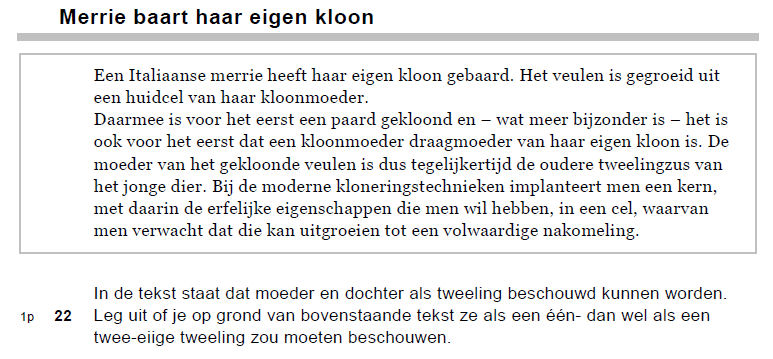 Merrie baart haar eigen kloon
Een Italiaanse merrie heeft haar eigen kloon gebaard. Het veulen is gegroeid uit
een huidcel van haar kloonmoeder.
Daarmee is voor het eerst een paard gekloond en – wat meer bijzonder is – het is
ook voor het eerst dat een kloonmoeder draagmoeder van haar eigen kloon is. De
moeder van het gekloonde veulen is dus tegelijkertijd de oudere tweelingzus van
het jonge dier. Bij de moderne kloneringstechnieken implanteert men een kern,
met daarin de erfelijke eigenschappen die men wil hebben, in een cel, waarvan
men verwacht dat die kan uitgroeien tot een volwaardige nakomeling.
In de tekst staat dat moeder en dochter als tweeling beschouwd kunnen worden.
1p 22 Leg uit of je op grond van bovenstaande tekst ze als een één- dan wel als een
twee-eiige tweeling zou moeten beschouwen.